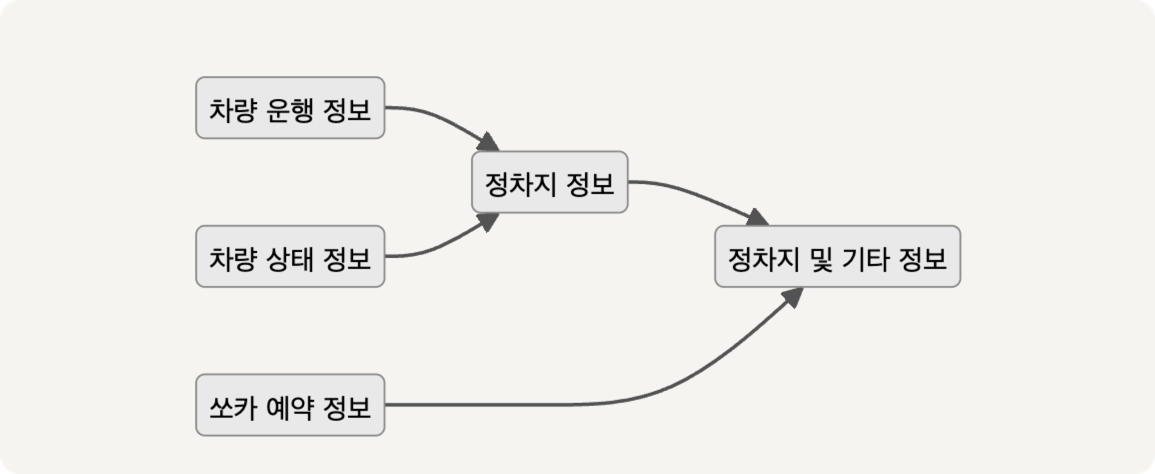 차량 운행 정보
정차지 정보
차량 상태 정보
정차지 및 기타 정보
쏘카 예약 정보